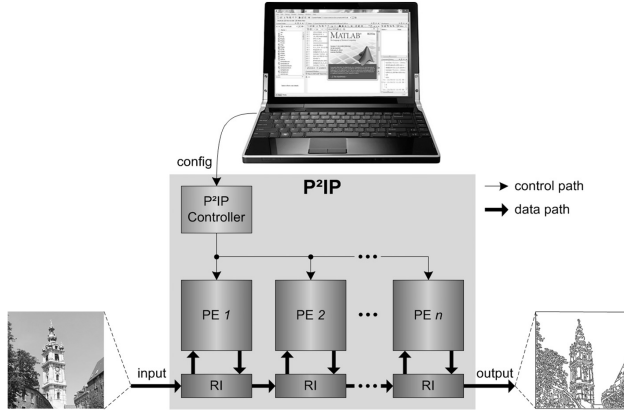 MATLAB
config
P²IP
P²IP
Controller
control path
data path
PE 1
PE 2
PE n
input
RI
RI
RI
output